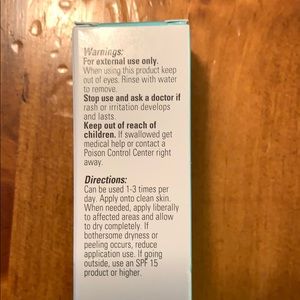 Warnings:
For external use only.
When using this product keep
out of eyes. Rinse with water
to remove.
Stop use and ask a doctor if
rash or irritation develops
and lasts.
Keep out of reach of
children. If swallowed get
medical help or contact a
Poison Control Center right
away.
Directions:
Can be used 1-3 times per
day. Apply onto clean skin.
When needed, apply liberally
to affected areas and allow
to dry completely. If
bothersome dryness or
peeling occurs, reduce
application use. If going
outside, use an SPF 15
product or higher.